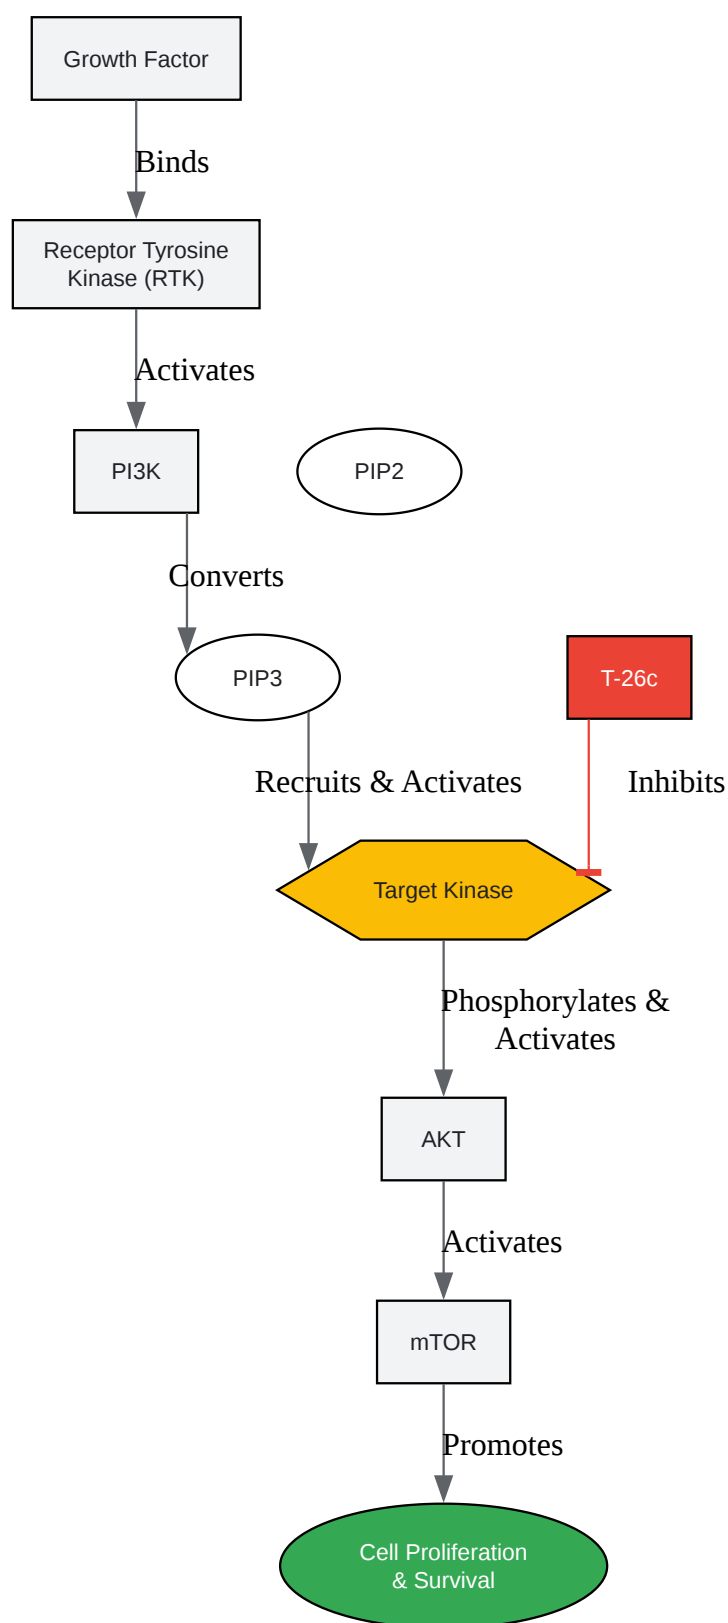 Growth Factor
Binds
Receptor Tyrosine
Kinase (RTK)
Activates
PI3K
PIP2
Converts
PIP3
T-26c
Recruits & Activates
Inhibits
Target Kinase
Phosphorylates &
Activates
AKT
Activates
mTOR
Promotes
Cell Proliferation
& Survival